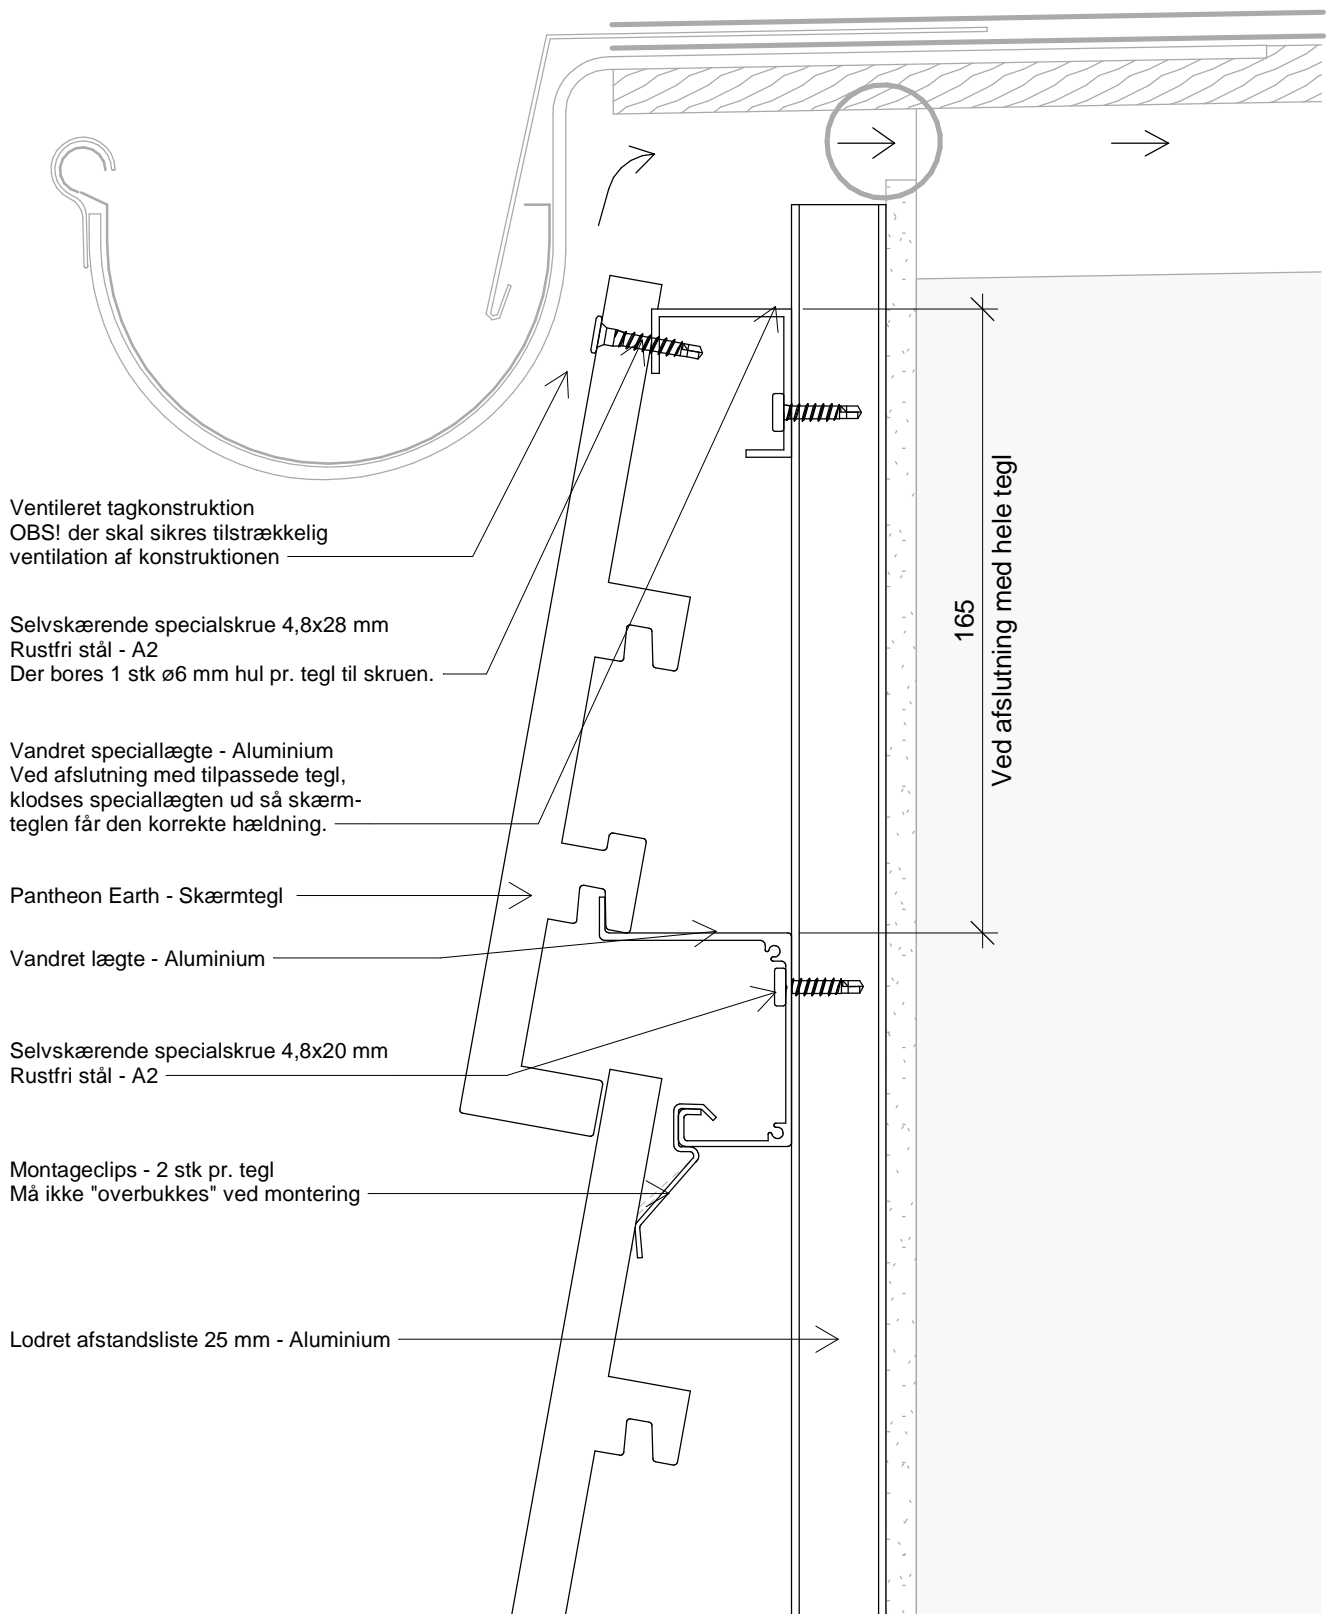 Ventileret tagkonstruktion
OBS! der skal sikres tilstrækkelig
ventilation af konstruktionen
Selvskærende specialskrue 4,8x28 mm
Rustfri stål - A2
Der bores 1 stk ø6 mm hul pr. tegl til skruen.
Vandret speciallægte - Aluminium
Ved afslutning med tilpassede tegl,
klodses speciallægten ud så skærm-
teglen får den korrekte hældning.
Pantheon Earth - Skærmtegl
Vandret lægte - Aluminium
Selvskærende specialskrue 4,8x20 mm
Rustfri stål - A2
Montageclips - 2 stk pr. tegl
Må ikke "overbukkes" ved montering
Lodret afstandsliste 25 mm - Aluminium
165
Ved afslutning med hele tegl